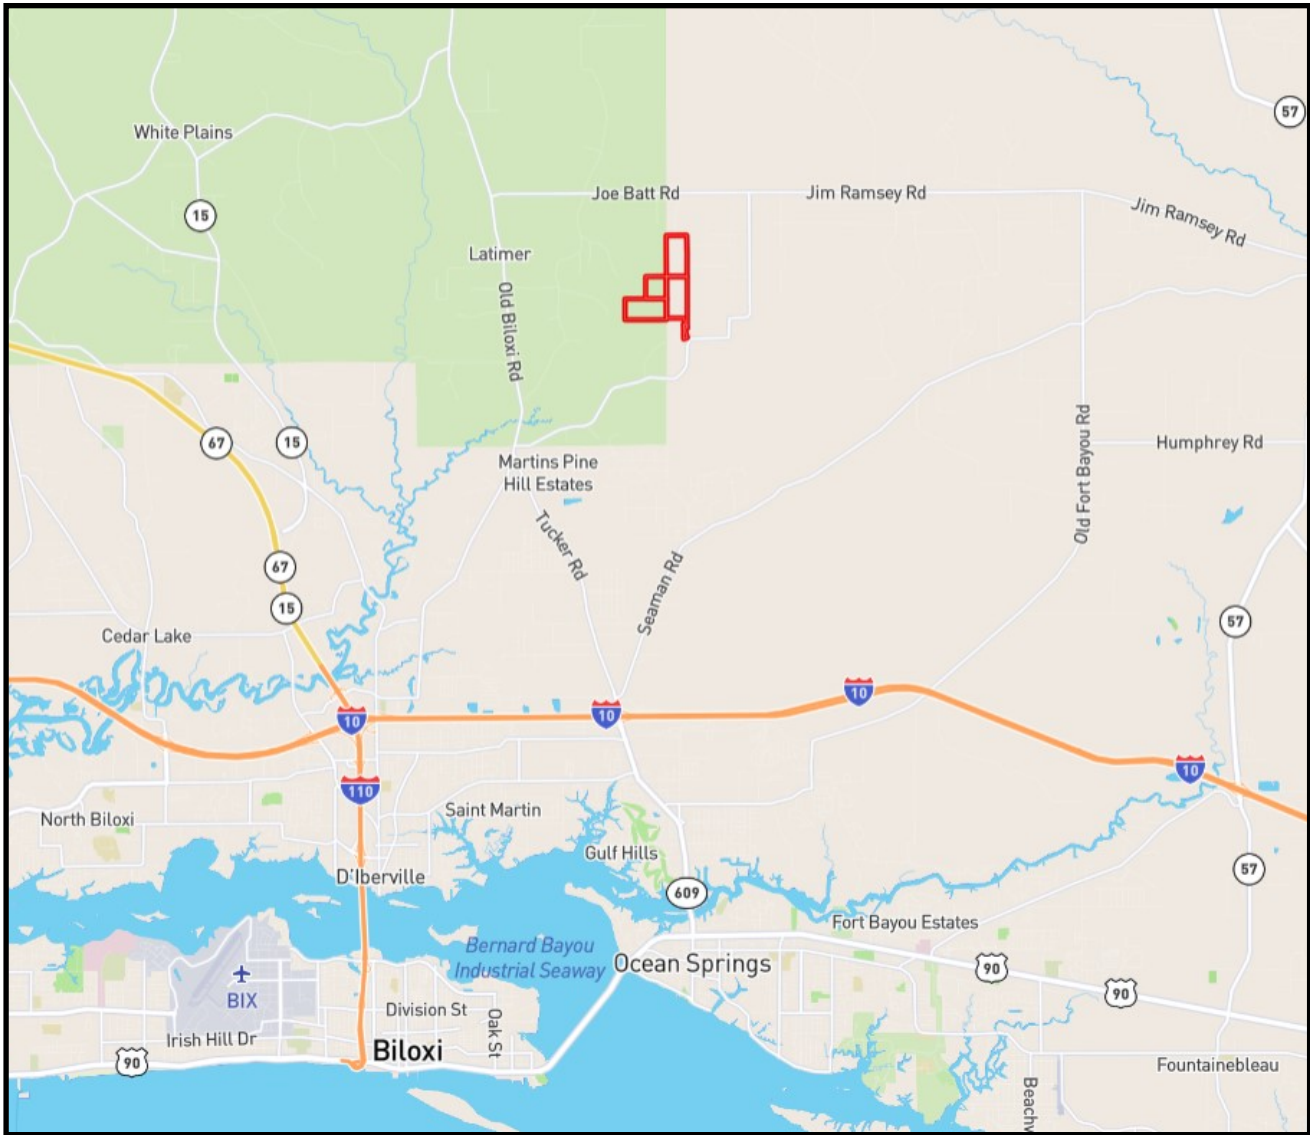 57
White Plains
Joe Batt Rd
Jim Ramsey Rd
15
Jim Ramsey Rd
Latimer
Old Biloxi Rd
67
15
Old Fort Bayou Rd
Humphrey Rd
Martins Pine
Hill Estates
Tucker Rd
67
Seaman Rd
15
57
Cedar Lake
10
10
10
10
110
Saint Martin
North Biloxi
Gulf Hills
D'Iberville
57
609
Fort Bayou Estates
Bernard Bayou
Industrial Seaway
Ocean Springs
90
BIX
90
Division St
Oak St
Irish Hill Dr
Biloxi
90
Fountainebleau
Beachv